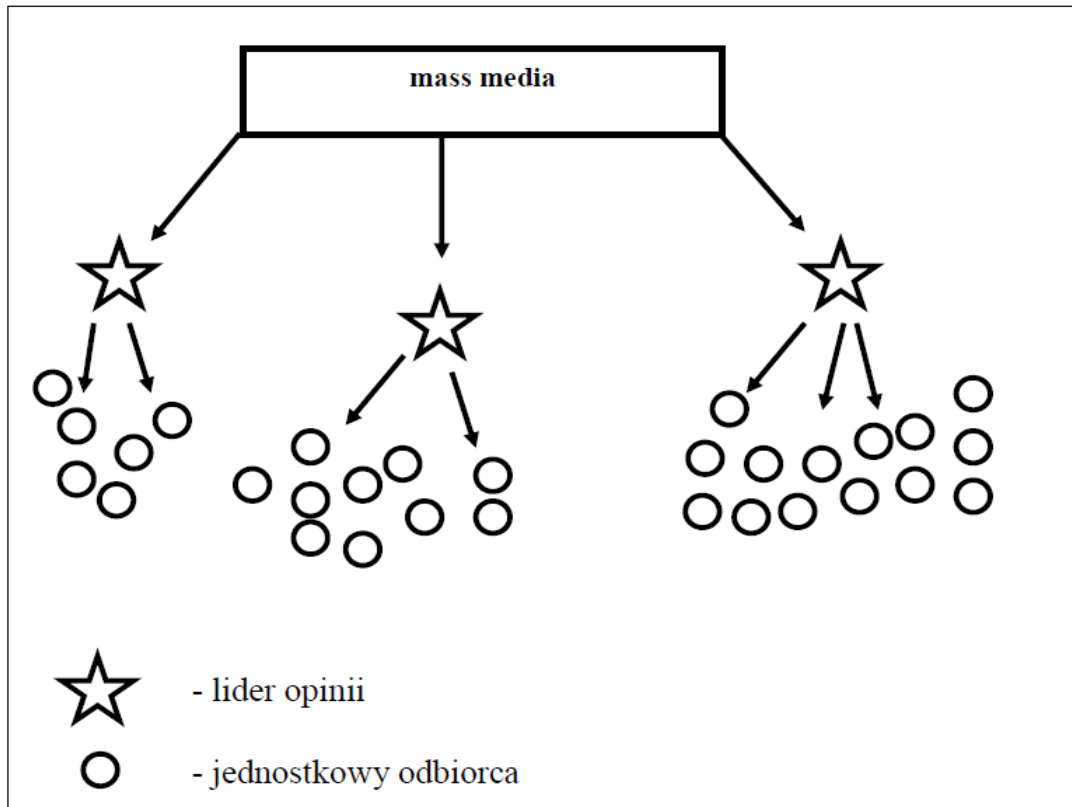 mass media
- lider opinii
- jednostkowy odbiorca